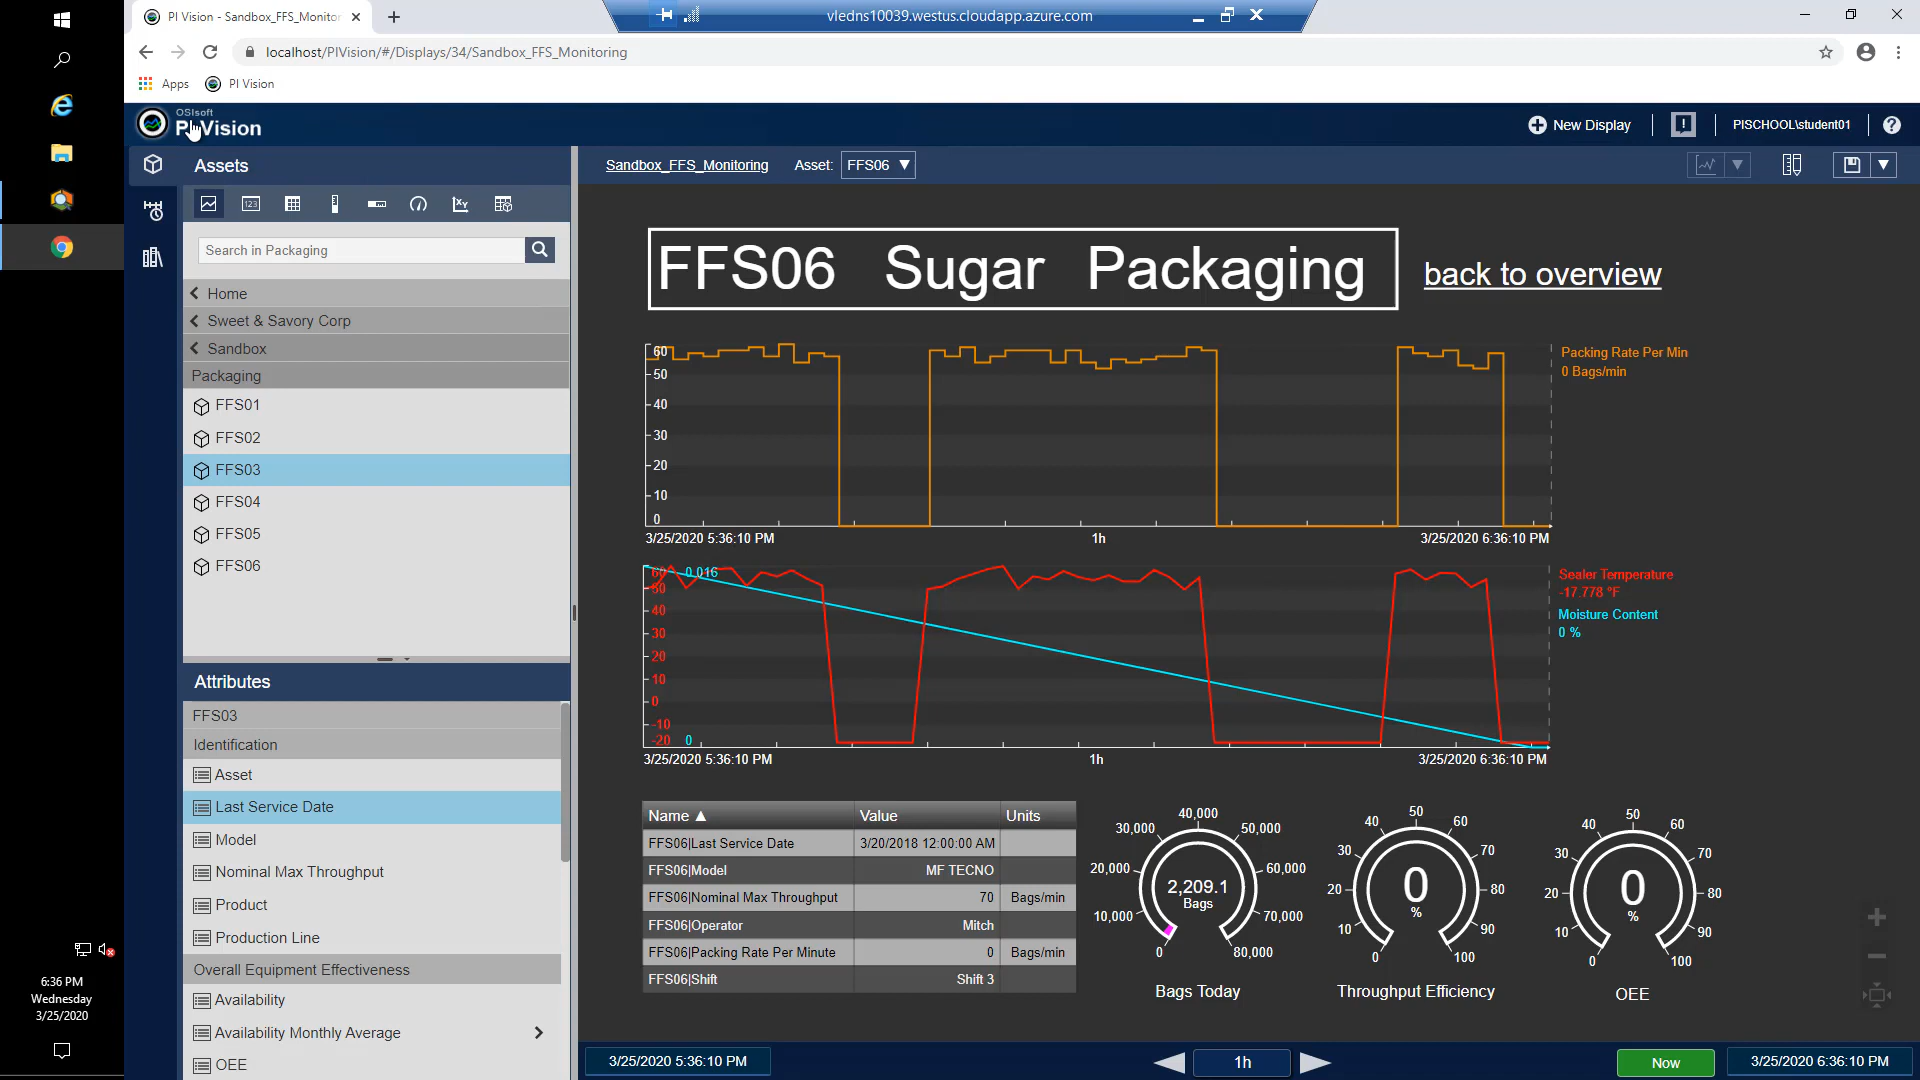 PI Vision - Sandbox_FFS_Monitor
vledns10039.westus.cloudapp.azure.com
localhost/PIVision/#/Displays/34/Sandbox_FFS_Monitoring
Apps
PI Vision
OSIsoft
PI Vision
New Display
PISCHOOL\student01
Assets
Sandbox_FFS_Monitoring
Asset:
FFS06
Search in Packaging
Home
Sweet & Savory Corp
Sandbox
Packaging
FFS01
FFS02
FFS03
FFS04
FFS05
FFS06
FFS06 Sugar Packaging
back to overview
60
50
40
30
20
10
0
3/25/2020 5:36:10 PM
1h
3/25/2020 6:36:10 PM
Packing Rate Per Min
0 Bags/min
60
0.016
50
40
30
20
10
0
-10
-20
0
3/25/2020 5:36:10 PM
1h
3/25/2020 6:36:10 PM
Sealer Temperature
-17.778 °F
Moisture Content
0 %
Attributes
FFS03
Identification
Asset
Last Service Date
Model
Nominal Max Throughput
Product
Production Line
Overall Equipment Effectiveness
Availability
Availability Monthly Average
OEE
Name Value Units
FFS06|Last Service Date 3/20/2018 12:00:00 AM
FFS06|Model MF TECNO
FFS06|Nominal Max Throughput 70 Bags/min
FFS06|Operator Mitch
FFS06|Packing Rate Per Minute 0 Bags/min
FFS06|Shift Shift 3
0
10,000
20,000
30,000
40,000
50,000
60,000
70,000
80,000
2,209.1
Bags
Bags Today
0
10
20
30
40
50
60
70
80
90
100
0
%
Throughput Efficiency
0
10
20
30
40
50
60
70
80
90
100
0
%
OEE
6:36 PM
Wednesday
3/25/2020
3/25/2020 5:36:10 PM
1h
Now
3/25/2020 6:36:10 PM